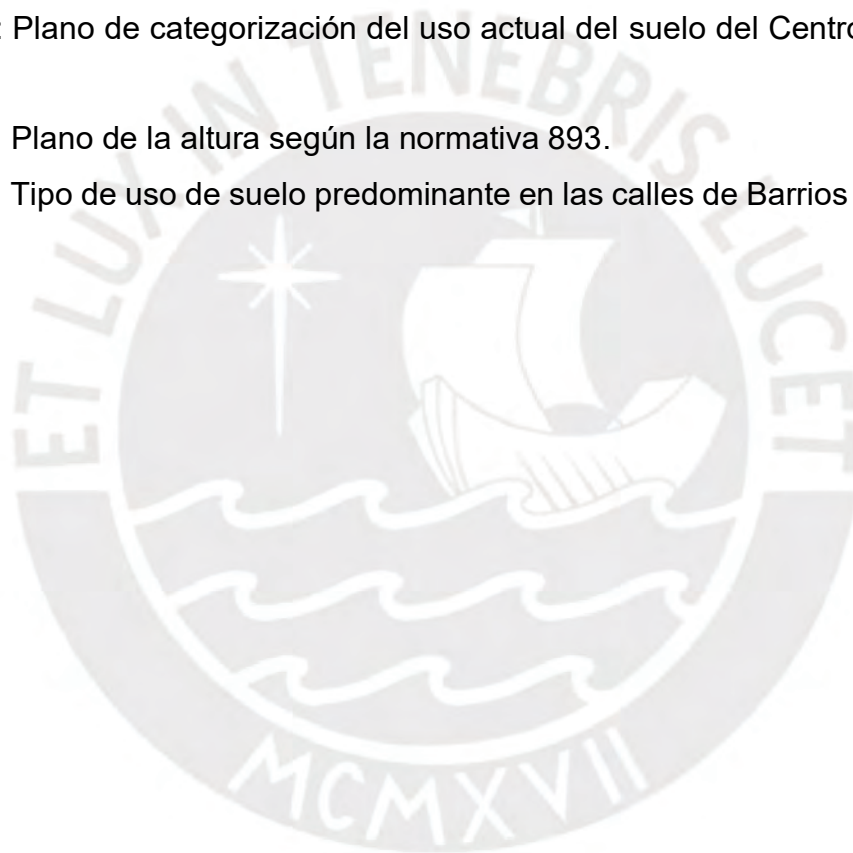 : Plano de categorización del uso actual del suelo del Centro
Plano de la altura según la normativa 893.
Tipo de uso de suelo predominante en las calles de Barrios
ET LUX IN TENEBRIS LUCET
MCMXVII